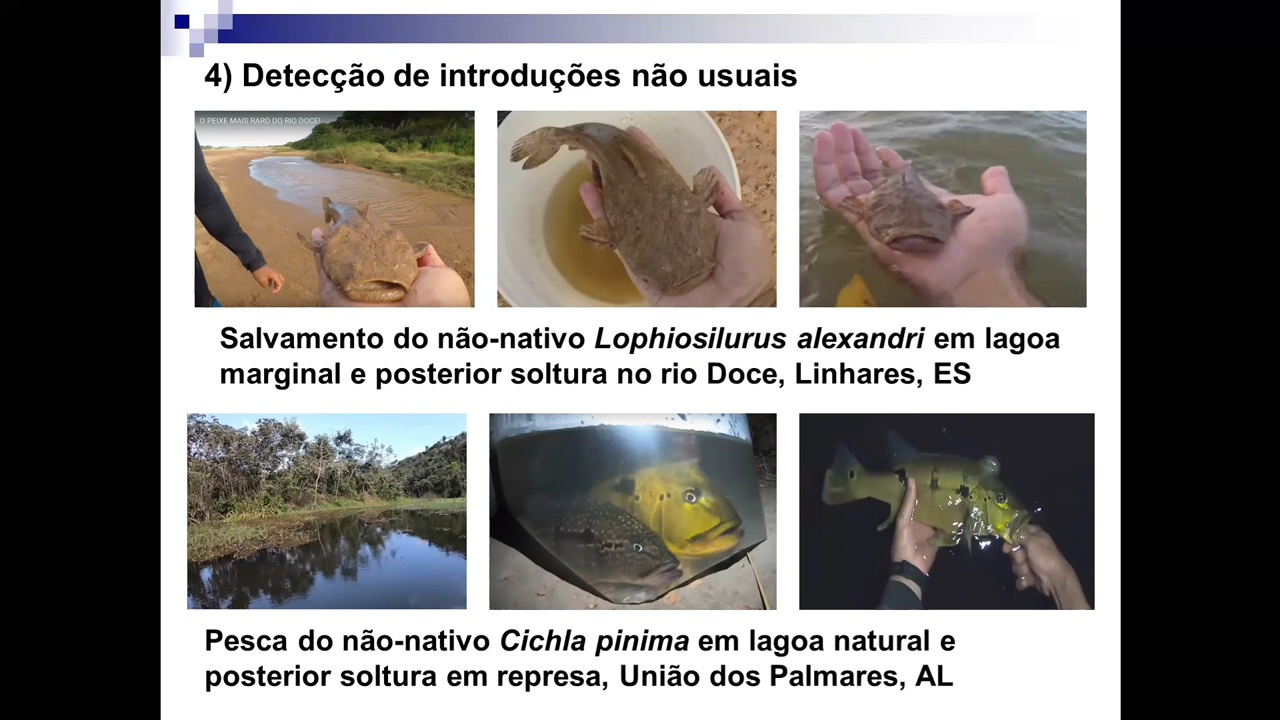 4) Detecção de introduções não usuais
O PEIXE MAIS RARO DO RIO DOCE!
Salvamento do não-nativo Lophiosilurus alexandri em lagoa
marginal e posterior soltura no rio Doce, Linhares, ES
Pesca do não-nativo Cichla pinima em lagoa natural e
posterior soltura em represa, União dos Palmares, AL